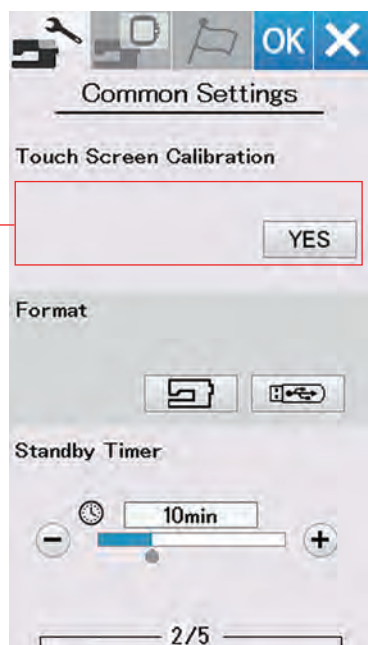 OK X
Common Settings
Touch Screen Calibration
YES
Format
Standby Timer
10min
2/5